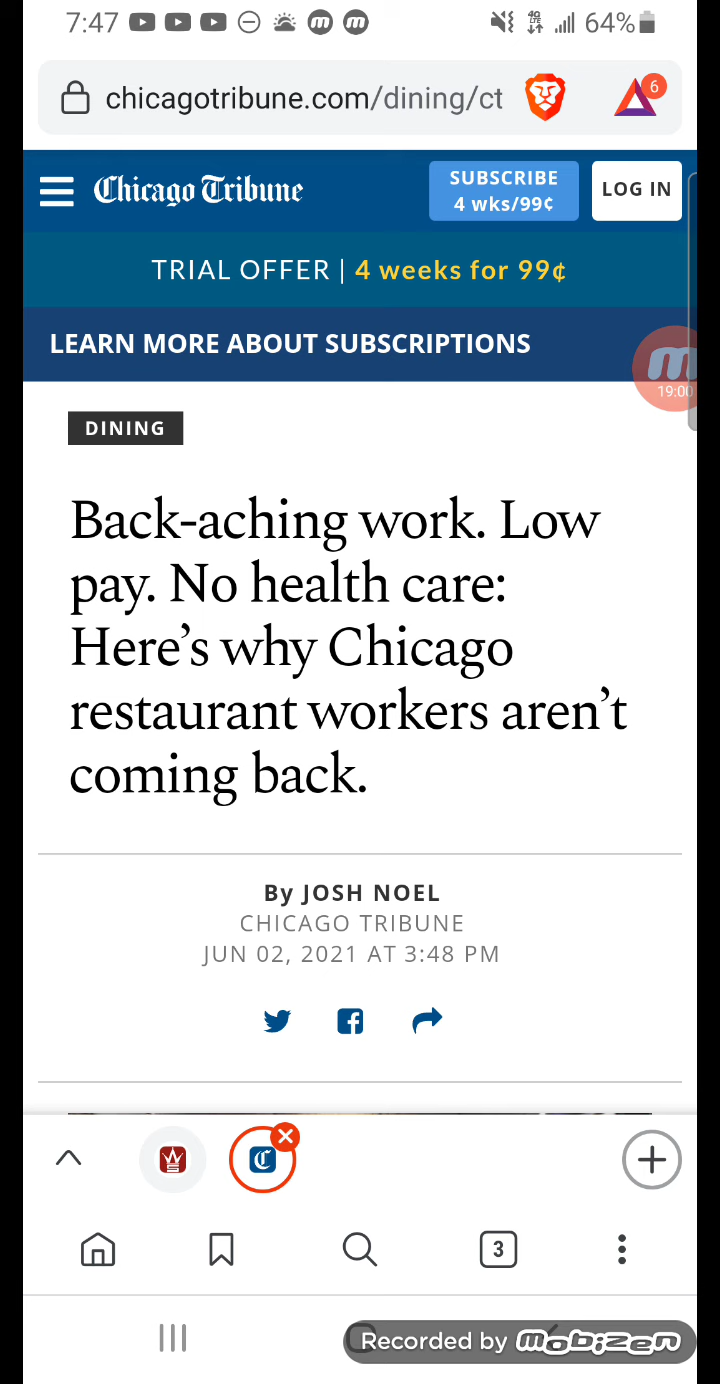 7:47 64%
chicagotribune.com/dining/ct 6
Chicago Tribune
SUBSCRIBE
4 wks/99¢
LOG IN
TRIAL OFFER | 4 weeks for 99¢
LEARN MORE ABOUT SUBSCRIPTIONS
19:00
DINING
Back-aching work. Low
pay. No health care:
Here’s why Chicago
restaurant workers aren’t
coming back.
By JOSH NOEL
CHICAGO TRIBUNE
JUN 02, 2021 AT 3:48 PM
3
Recorded by Mobizen